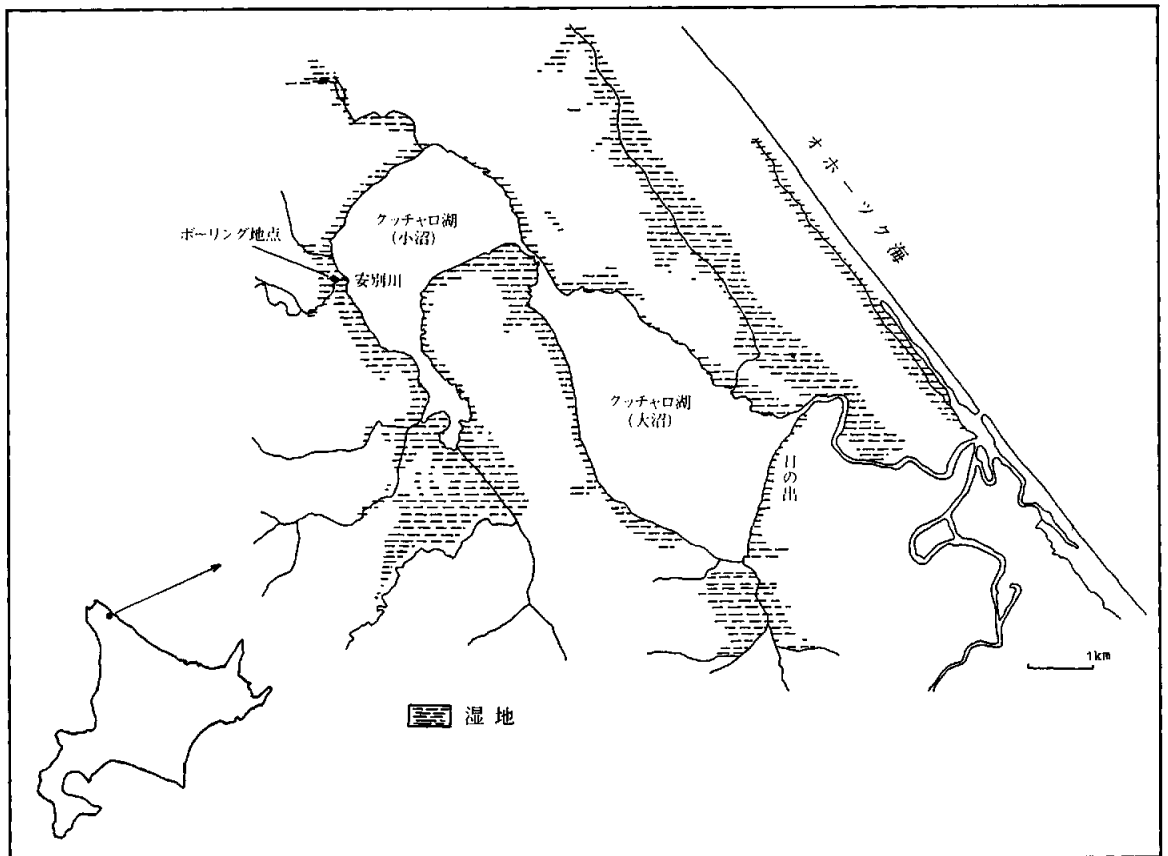 オホーツク海
クッチャロ湖
(小沼)
ボーリング地点
安別川
クッチャロ湖
(大沼)
日の出
1km
湿地